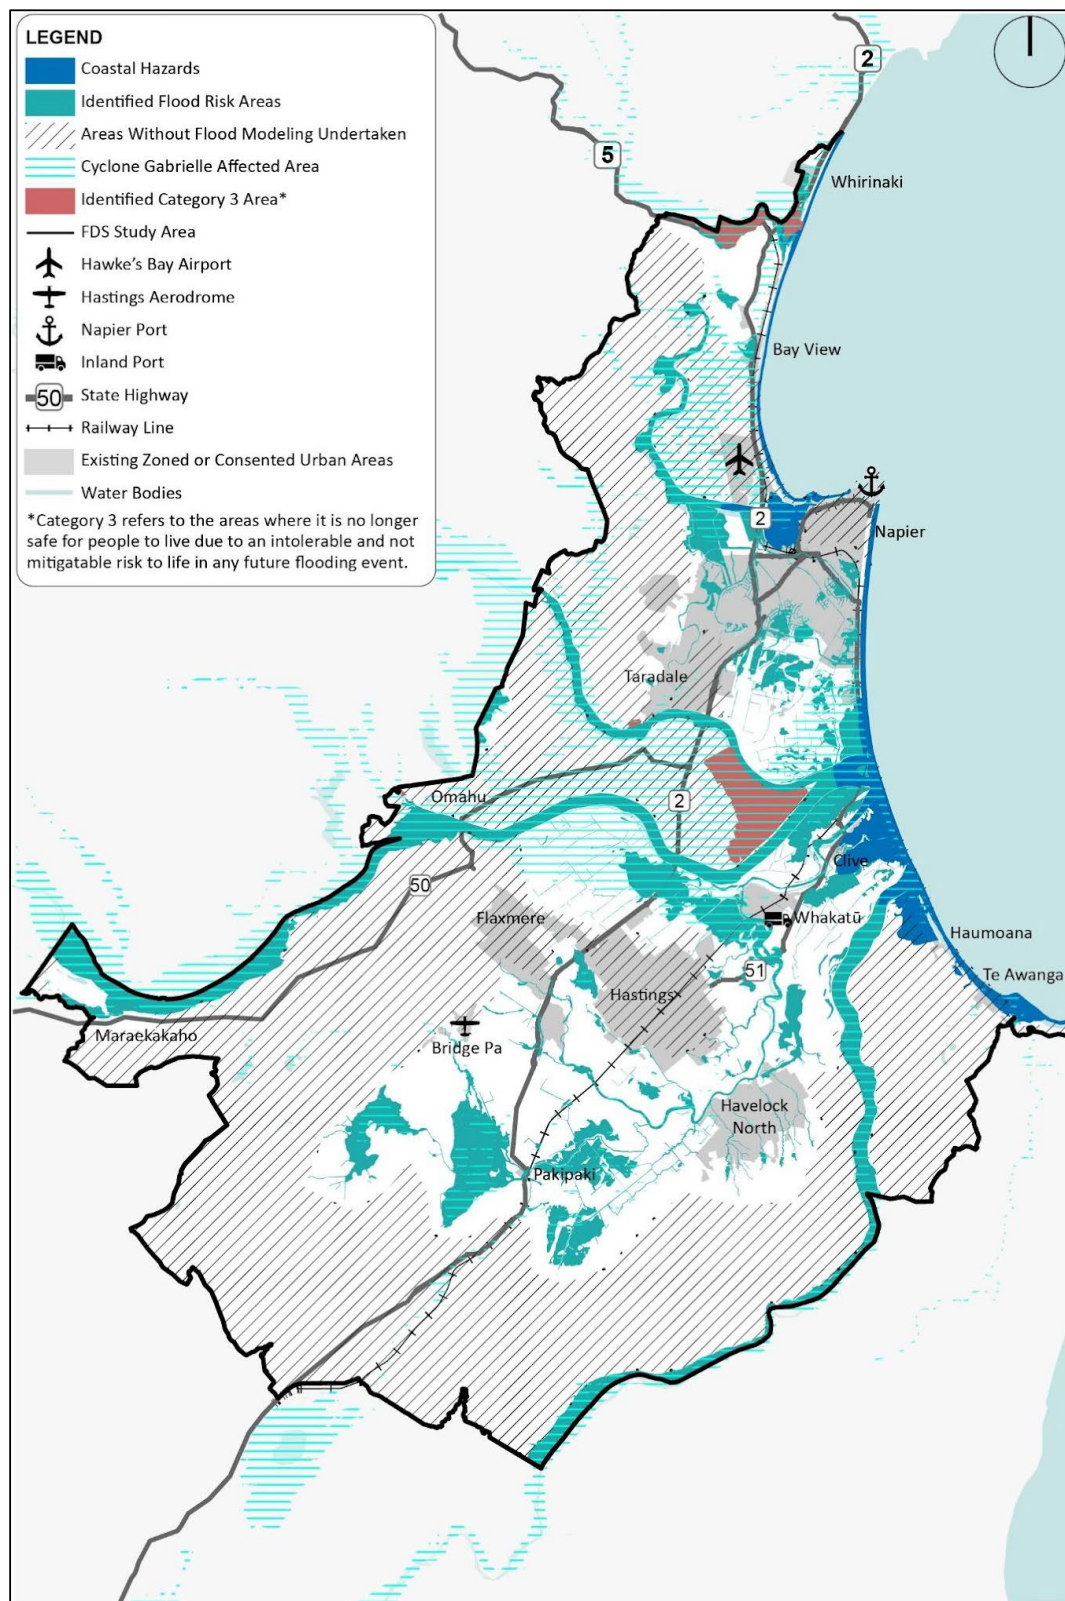 LEGEND
Coastal Hazards
Identified Flood Risk Areas
Areas Without Flood Modeling Undertaken
Cyclone Gabrielle Affected Area
Identified Category 3 Area*
FDS Study Area
Hawke's Bay Airport
Hastings Aerodrome
Napier Port
Inland Port
50 State Highway
Railway Line
Existing Zoned or Consented Urban Areas
Water Bodies
*Category 3 refers to the areas where it is no longer
safe for people to live due to an intolerable and not
mitigatable risk to life in any future flooding event.
2
5
Whirinaki
Bay View
2
Napier
Taradale
Omahu
2
Clive
50
Flaxmere
Whakatū
Haumoana
51
Te Awanga
Hastings
Maraekakaho
Bridge Pa
Havelock
North
Pakipaki